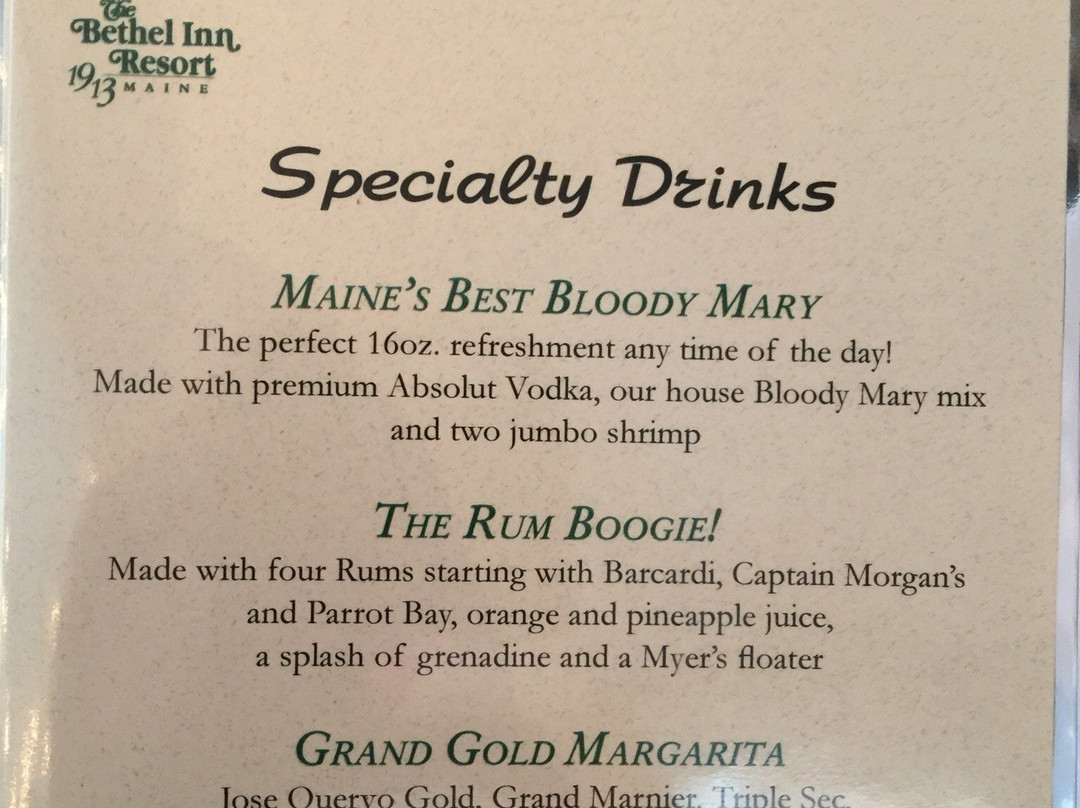 The
Bethel Inn
Resort
1913 MAINE
Specialty Drinks
MAINE'S BEST BLOODY MARY
The perfect 16oz. refreshment any time of the day!
Made with premium Absolut Vodka, our house Bloody Mary mix
and two jumbo shrimp
THE RUM BOOGIE!
Made with four Rums starting with Barcardi, Captain Morgan's
and Parrot Bay, orange and pineapple juice,
a splash of grenadine and a Myer's floater
GRAND GOLD MARGARITA
Jose Quervo Gold, Grand Marnier, Triple Sec,